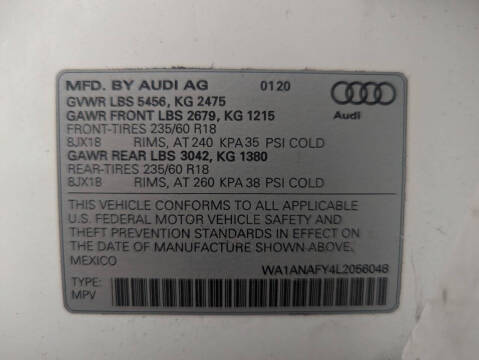 MFD. BY AUDI AG 0120
GVWR LBS 5456, KG 2475
GAWR FRONT LBS 2679, KG 1215
FRONT-TIRES 235/60 R18
8JX18 RIMS, AT 240 KPA 35 PSI COLD
GAWR REAR LBS 3042, KG 1380
REAR-TIRES 235/60 R18
8JX18 RIMS, AT 260 KPA 38 PSI COLD
Audi
THIS VEHICLE CONFORMS TO ALL APPLICABLE
U.S. FEDERAL MOTOR VEHICLE SAFETY AND
THEFT PREVENTION STANDARDS IN EFFECT ON
THE DATE OF MANUFACTURE SHOWN ABOVE.
MEXICO WA1ANAFY4L2056048
TYPE:
MPV